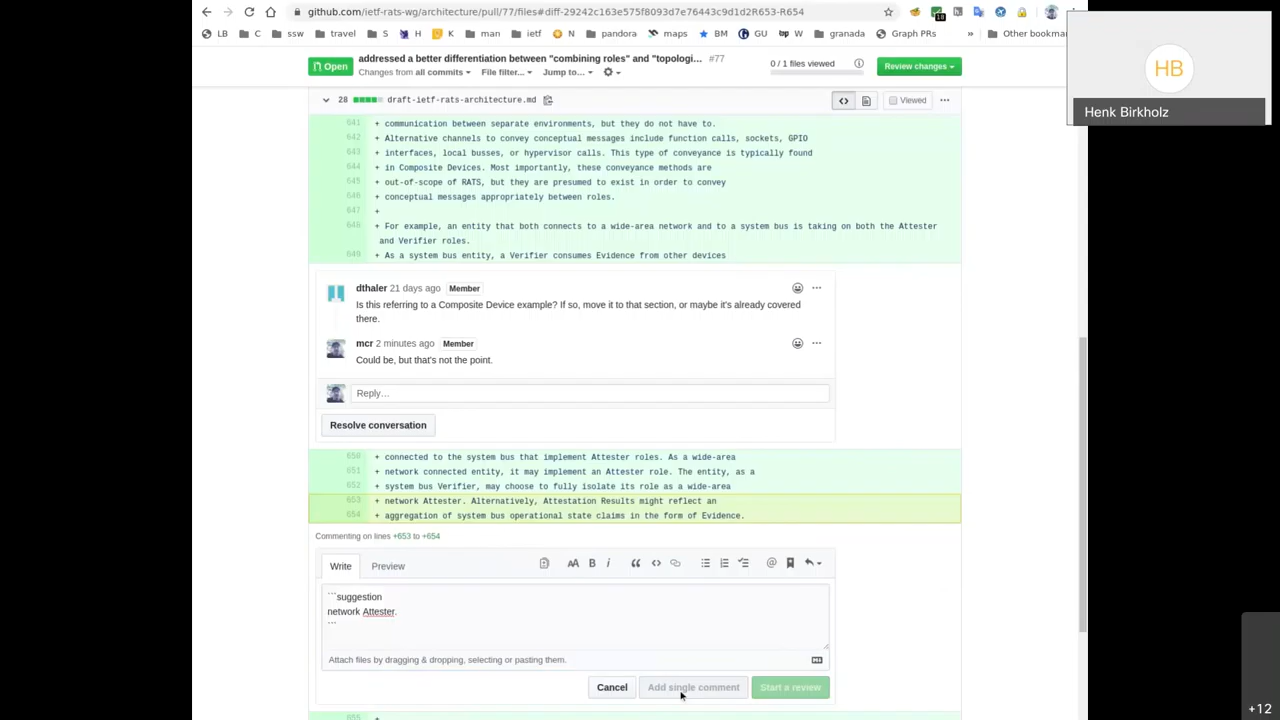 github.com/ietf-rats-wg/architecture/pull/77/files#diff-29242c163e575f8093d7e76443c9d1d2R653-R654
18
LB C ssw travel S H K man ietf N pandora maps BM GU Wp granada Graph PRs » Other bookmar
Open
addressed a better differentiation between "combining roles" and "topologi... #77
Changes from all commits File filter... Jump to...
0 / 1 files viewed
Review changes
28 draft-ietf-rats-architecture.md
Viewed
641 + communication between separate environments, but they do not have to.
642 + Alternative channels to convey conceptual messages include function calls, sockets, GPIO
643 + interfaces, local busses, or hypervisor calls. This type of conveyance is typically found
644 + in Composite Devices. Most importantly, these conveyance methods are
645 + out-of-scope of RATS, but they are presumed to exist in order to convey
646 + conceptual messages appropriately between roles.
647 +
648 + For example, an entity that both connects to a wide-area network and to a system bus is taking on both the Attester
and Verifier roles.
649 + As a system bus entity, a Verifier consumes Evidence from other devices
dthaler 21 days ago Member
Is this referring to a Composite Device example? If so, move it to that section, or maybe it's already covered
there.
mcr 2 minutes ago Member
Could be, but that's not the point.
Reply...
Resolve conversation
650 + connected to the system bus that implement Attester roles. As a wide-area
651 + network connected entity, it may implement an Attester role. The entity, as a
652 + system bus Verifier, may choose to fully isolate its role as a wide-area
653 + network Attester. Alternatively, Attestation Results might reflect an
654 + aggregation of system bus operational state claims in the form of Evidence.
Commenting on lines +653 to +654
Write Preview
```suggestion
network Attester.
```
Attach files by dragging & dropping, selecting or pasting them.
Cancel Add single comment Start a review
655 +
HB
Henk Birkholz
+12